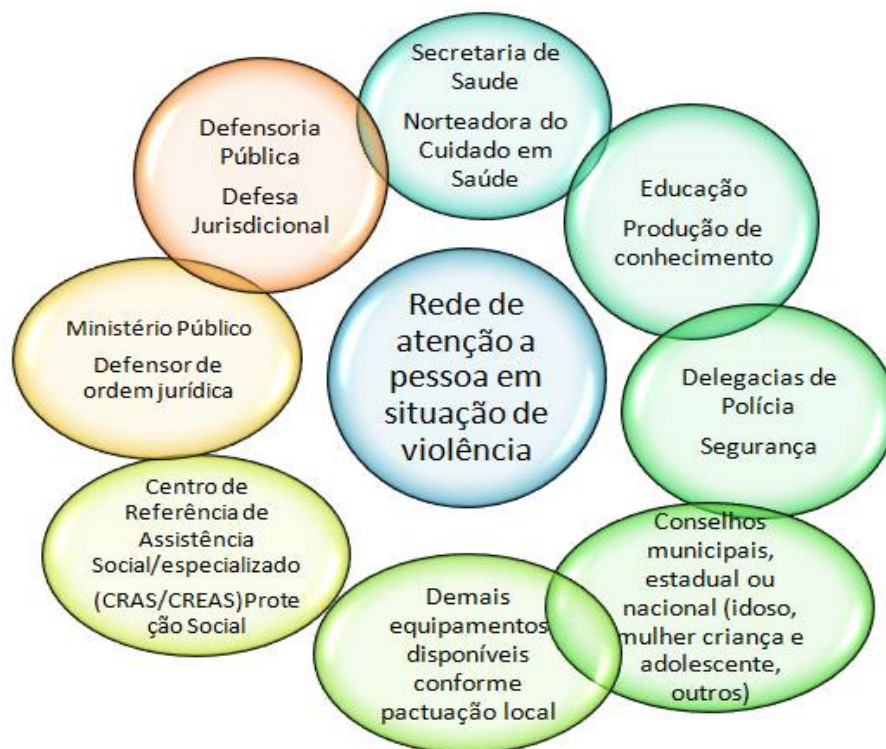 Secretaria de
Saude
Norteadora do
Cuidado em
Saúde
Educação
Produção de
conhecimento
Delegacias de
Polícia
Segurança
Conselhos
municipais,
estadual ou
nacional (idoso,
mulher criança e
adolescente,
outros)
Demais
equipamentos
disponíveis
conforme
pactuação local
Centro de
Referência de
Assistência
Social/especializado
(CRAS/CREAS)Prote
ção Social
Ministério Público
Defensor de
ordem jurídica
Defensoria
Pública
Defesa
Jurisdicional
Rede de
atenção a
pessoa em
situação de
violência